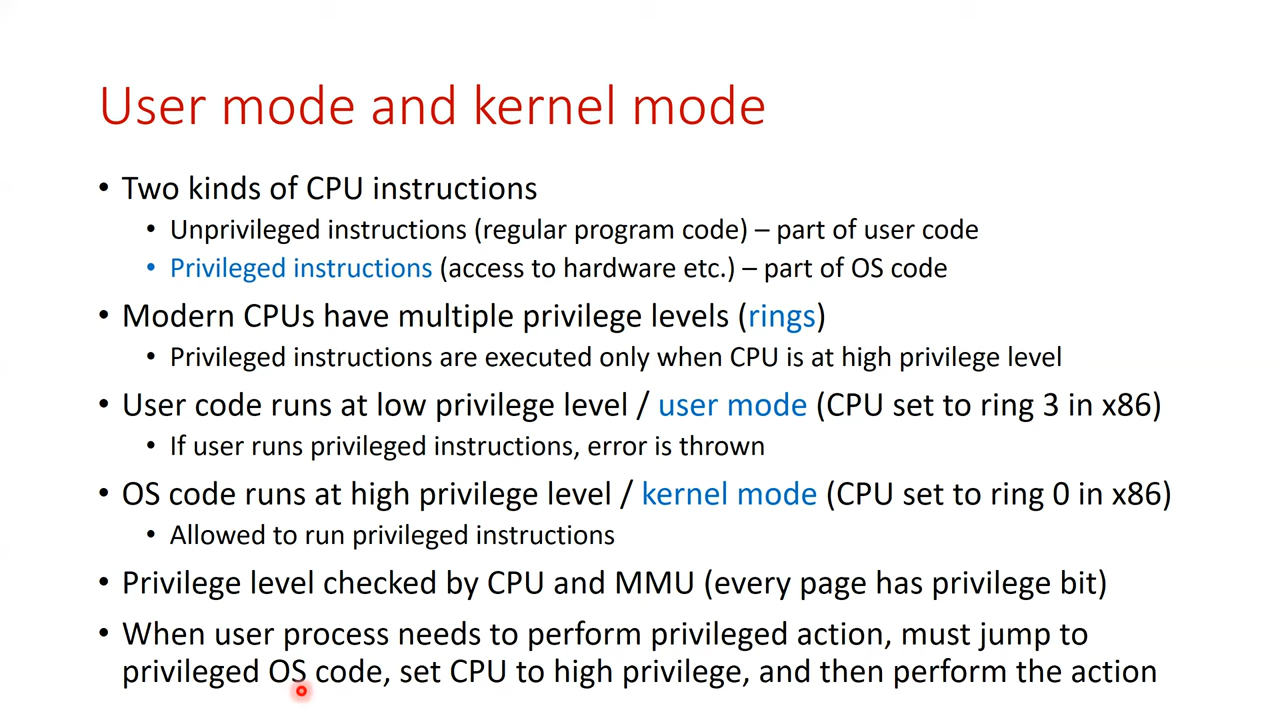 User mode and kernel mode
• Two kinds of CPU instructions
• Unprivileged instructions (regular program code) – part of user code
• Privileged instructions (access to hardware etc.) – part of OS code
• Modern CPUs have multiple privilege levels (rings)
• Privileged instructions are executed only when CPU is at high privilege level
• User code runs at low privilege level / user mode (CPU set to ring 3 in x86)
• If user runs privileged instructions, error is thrown
• OS code runs at high privilege level / kernel mode (CPU set to ring 0 in x86)
• Allowed to run privileged instructions
• Privilege level checked by CPU and MMU (every page has privilege bit)
• When user process needs to perform privileged action, must jump to
privileged OS code, set CPU to high privilege, and then perform the action